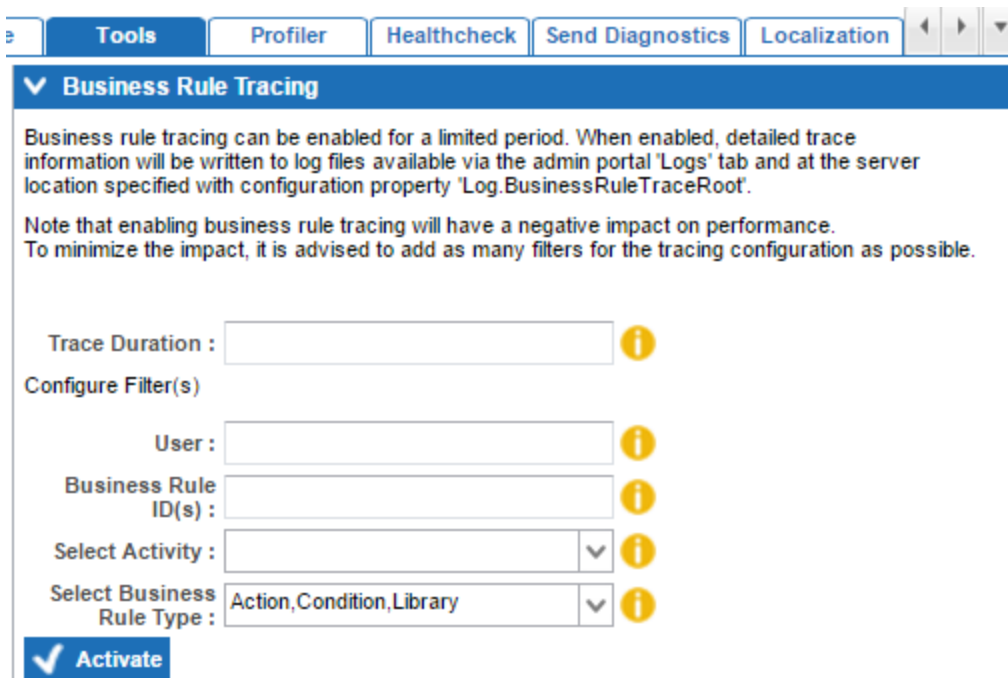 e Tools Profiler Healthcheck Send Diagnostics Localization
Business Rule Tracing
Business rule tracing can be enabled for a limited period. When enabled, detailed trace
information will be written to log files available via the admin portal 'Logs' tab and at the server
location specified with configuration property 'Log.BusinessRuleTraceRoot'.
Note that enabling business rule tracing will have a negative impact on performance.
To minimize the impact, it is advised to add as many filters for the tracing configuration as possible.
Trace Duration :
Configure Filter(s)
User :
Business Rule
ID(s) :
Select Activity :
Select Business
Rule Type :
Action,Condition,Library
Activate